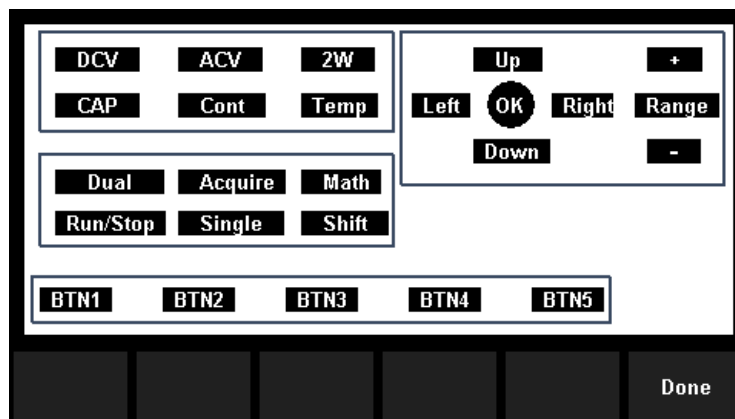 DCV ACV 2W
CAP Cont Temp
Up +
Left OK Right Range
Down -
Dual Acquire Math
Run/Stop Single Shift
BTN1 BTN2 BTN3 BTN4 BTN5
Done